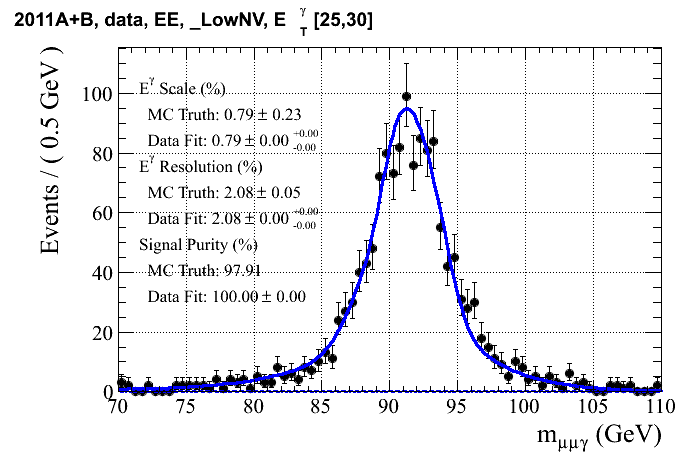 2011A+B, data, EE, _LowNV, E γ T [25,30]
Events / ( 0.5 GeV )
100
80
60
40
20
0
E^γ Scale (%)
MC Truth: 0.79 ± 0.23
Data Fit: 0.79 ± 0.00 +0.00 -0.00
E^γ Resolution (%)
MC Truth: 2.08 ± 0.05
Data Fit: 2.08 ± 0.00 +0.00 -0.00
Signal Purity (%)
MC Truth: 97.91
Data Fit: 100.00 ± 0.00
70 75 80 85 90 95 100 105 110
m_μμγ (GeV)